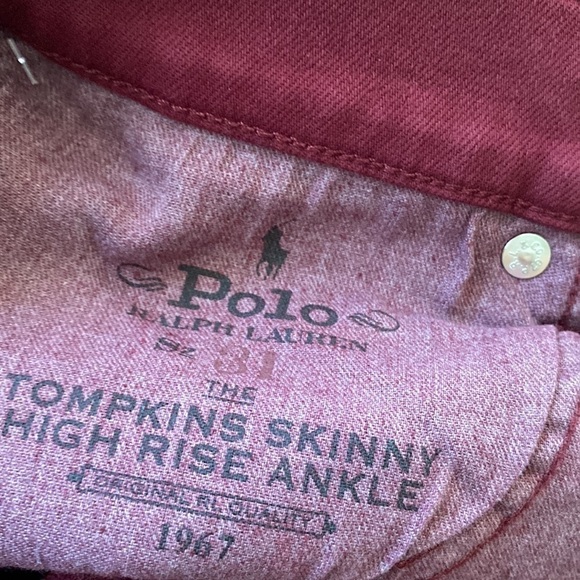 Polo
RALPH LAUREN
Sz 31
THE
TOMPKINS SKINNY
HIGH RISE ANKLE
ORIGINAL RL QUALITY
1967